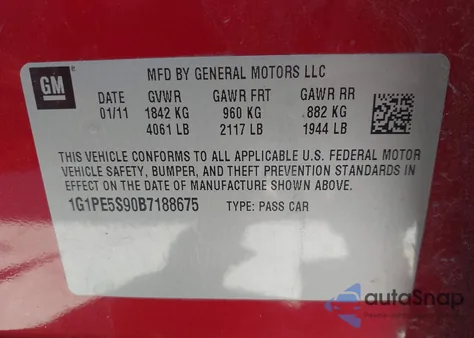 GM
MFD BY GENERAL MOTORS LLC
DATE GVWR GAWR FRT GAWR RR
01/11 1842 KG 960 KG 882 KG
4061 LB 2117 LB 1944 LB
THIS VEHICLE CONFORMS TO ALL APPLICABLE U.S. FEDERAL MOTOR
VEHICLE SAFETY, BUMPER, AND THEFT PREVENTION STANDARDS IN
EFFECT ON THE DATE OF MANUFACTURE SHOWN ABOVE
1G1PE5S90B7188675 TYPE: PASS CAR
autoSnap